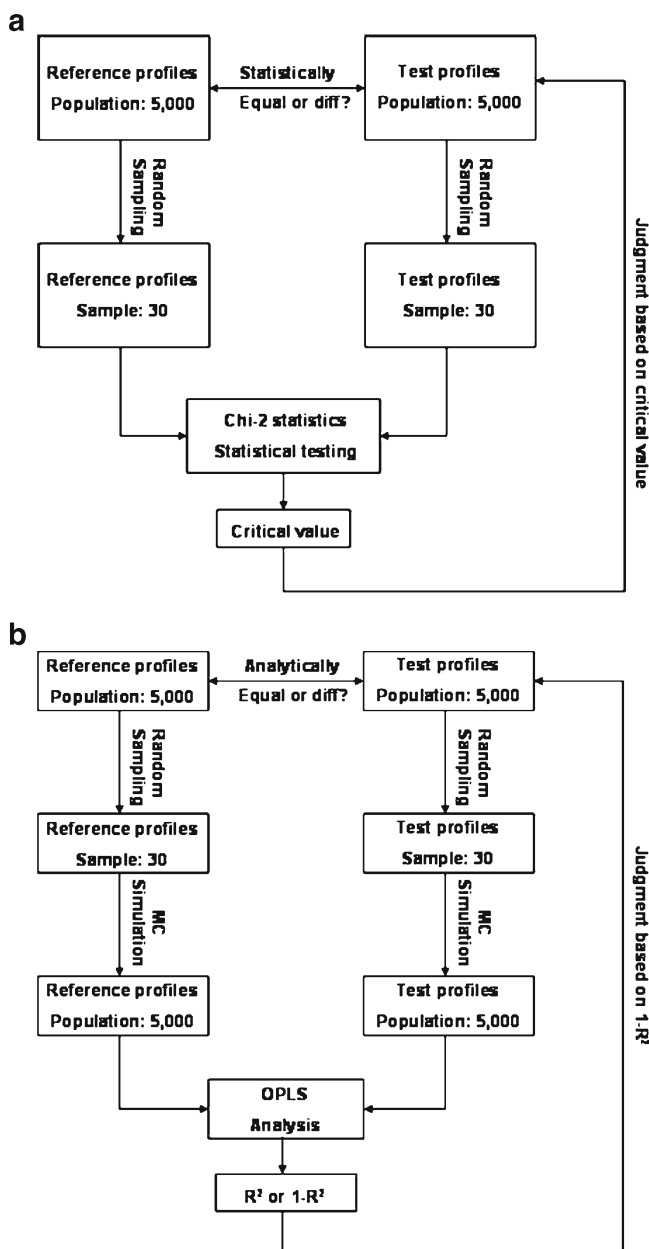 a
Reference profiles
Population: 5,000
Statistically
Equal or diff?
Test profiles
Population: 5,000
Random
Sampling
Random
Sampling
Reference profiles
Sample: 30
Test profiles
Sample: 30
Chi-2 statistics
Statistical testing
Critical value
Judgment based on critical value
b
Reference profiles
Population: 5,000
Analytically
Equal or diff?
Test profiles
Population: 5,000
Random
Sampling
Random
Sampling
Reference profiles
Sample: 30
Test profiles
Sample: 30
MC
Simulation
MC
Simulation
Reference profiles
Population: 5,000
Test profiles
Population: 5,000
OPLS
Analysis
R² or 1-R²
Judgment based on 1-R²